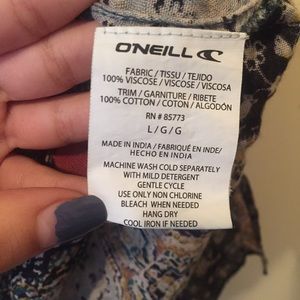 O'NEILL
FABRIC / TISSU / TEJIDO
100% VISCOSE / VISCOSE / VISCOSA
TRIM / GARNITURE / RIBETE
100% COTTON / COTON / ALGODÓN
RN # 85773
L / G / G
MADE IN INDIA / FABRIQUÉ EN INDE/
HECHO EN INDIA
MACHINE WASH COLD SEPARATELY
WITH MILD DETERGENT
GENTLE CYCLE
USE ONLY NON CHLORINE
BLEACH WHEN NEEDED
HANG DRY
COOL IRON IF NEEDED